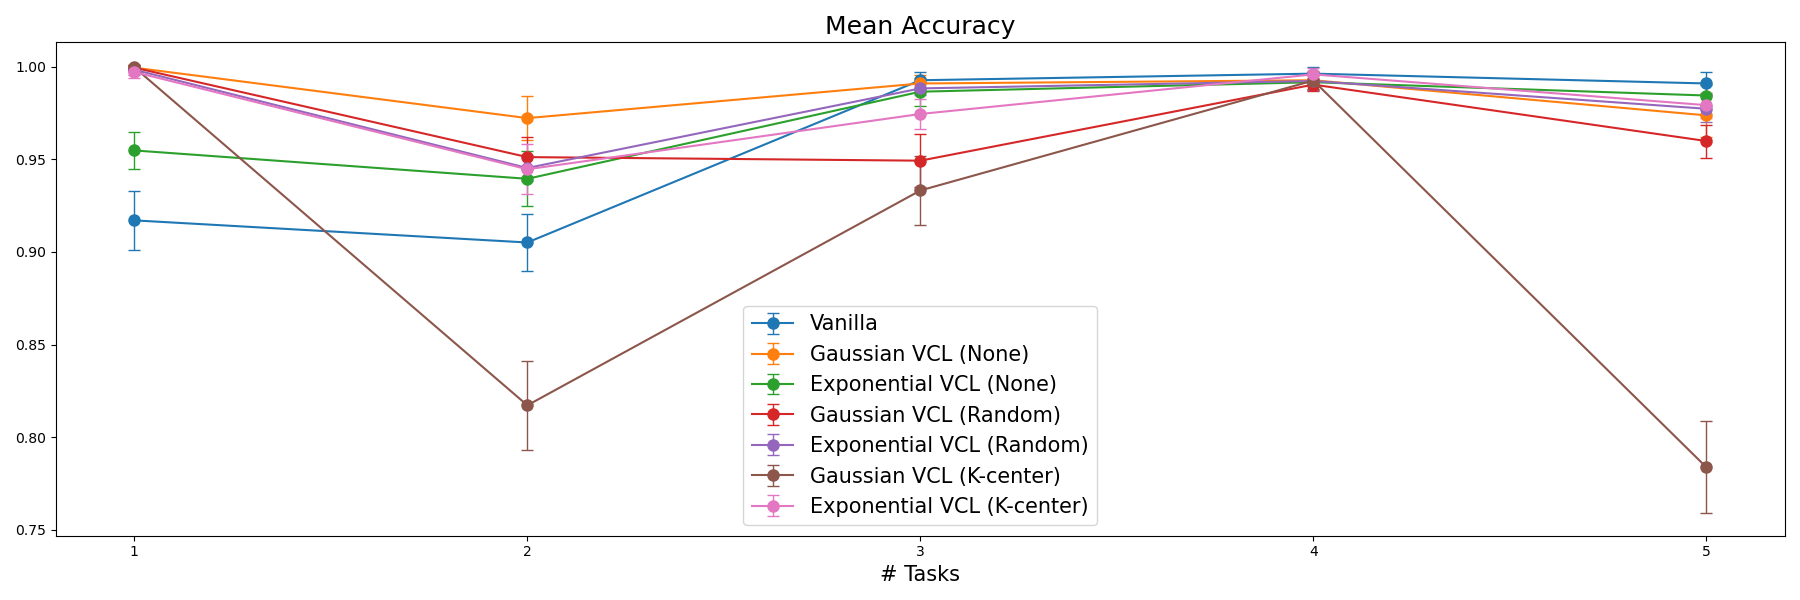 Mean Accuracy
1.00
0.95
0.90
0.85
0.80
0.75
Vanilla
Gaussian VCL (None)
Exponential VCL (None)
Gaussian VCL (Random)
Exponential VCL (Random)
Gaussian VCL (K-center)
Exponential VCL (K-center)
1 2 3 4 5
# Tasks